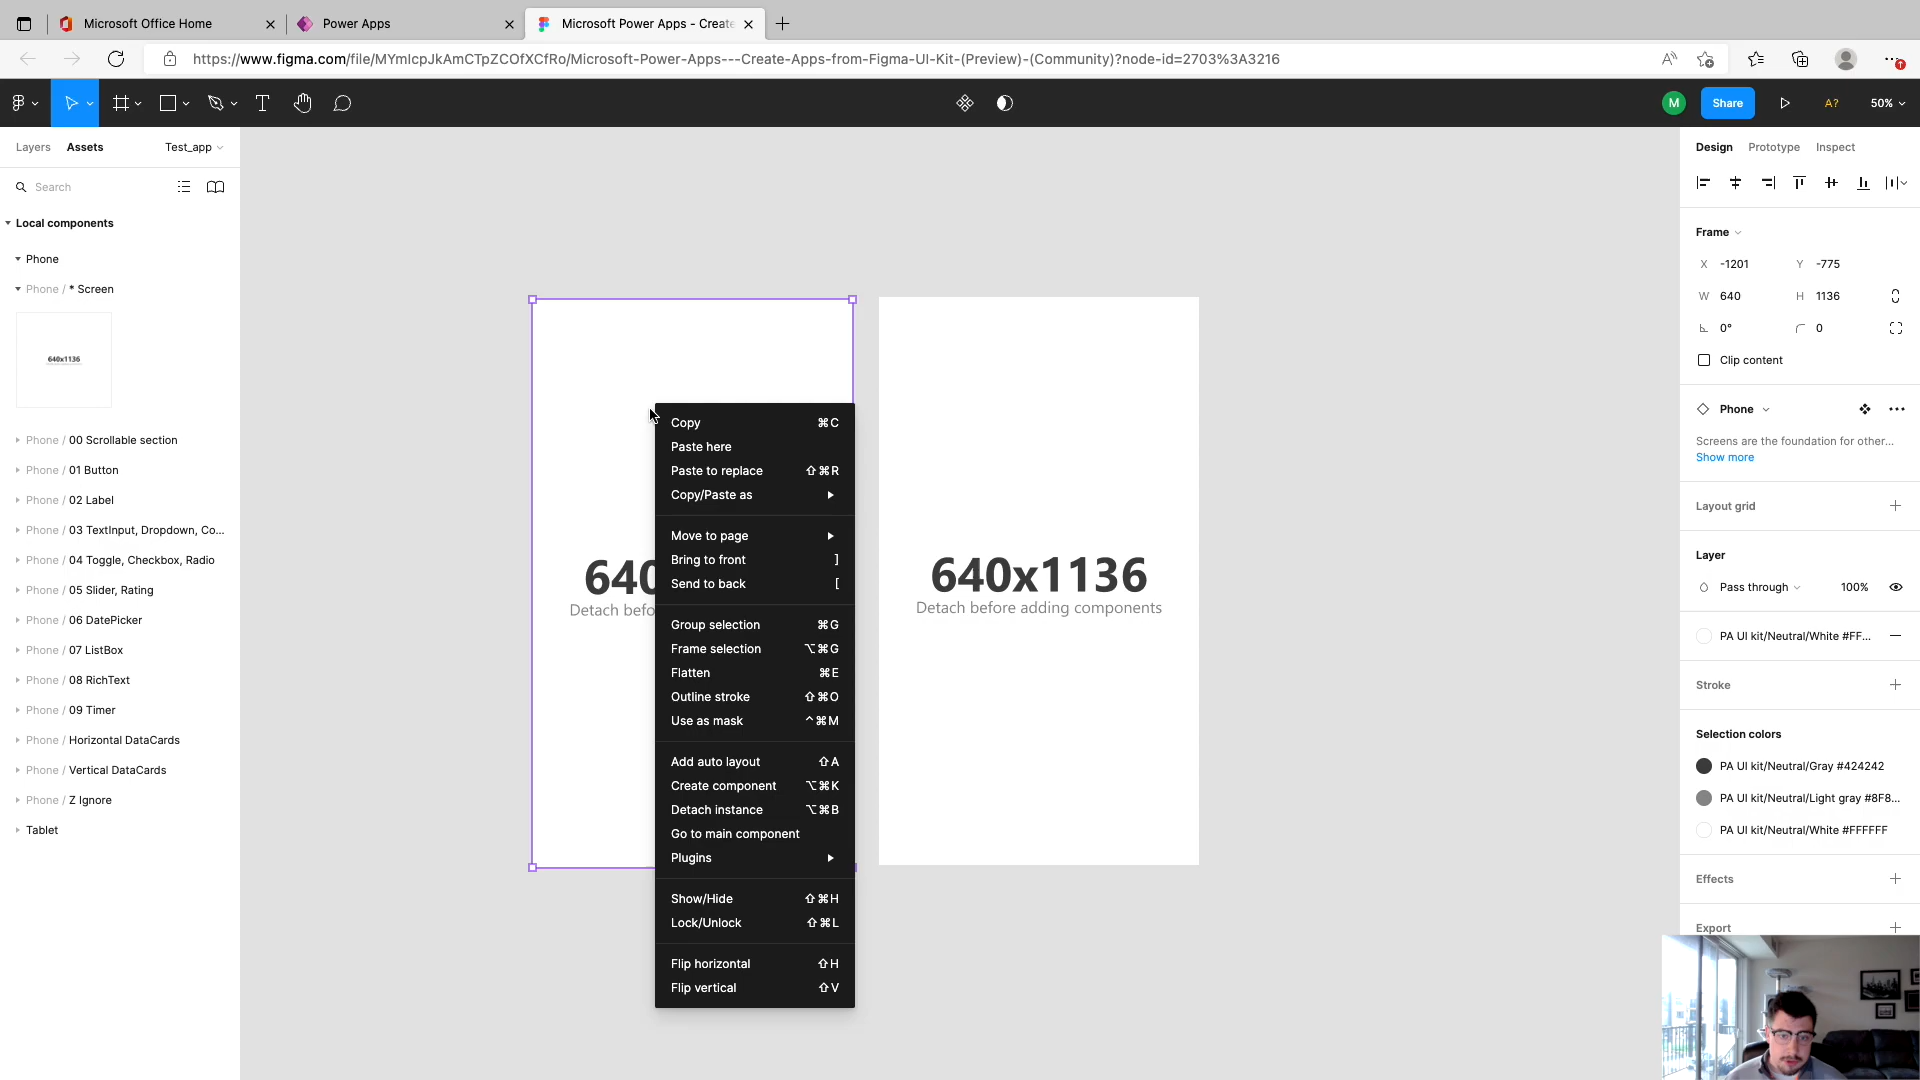 Microsoft Office Home
Power Apps
Microsoft Power Apps - Create
https://www.figma.com/file/MYmIcpJkAmCTpZCOfXCfRo/Microsoft-Power-Apps---Create-Apps-from-Figma-UI-Kit-(Preview)-(Community)?node-id=2703%3A3216
M
Share
A?
50%
Layers
Assets
Test_app
Search
Local components
Phone
Phone / * Screen
640x1136
Phone / 00 Scrollable section
Phone / 01 Button
Phone / 02 Label
Phone / 03 TextInput, Dropdown, Co...
Phone / 04 Toggle, Checkbox, Radio
Phone / 05 Slider, Rating
Phone / 06 DatePicker
Phone / 07 ListBox
Phone / 08 RichText
Phone / 09 Timer
Phone / Horizontal DataCards
Phone / Vertical DataCards
Phone / Z Ignore
Tablet
640
Detach befo
Copy ⌘C
Paste here
Paste to replace ⇧⌘R
Copy/Paste as
Move to page
Bring to front ]
Send to back [
Group selection ⌘G
Frame selection ⌥⌘G
Flatten ⌘E
Outline stroke ⇧⌘O
Use as mask ^⌘M
Add auto layout ⇧A
Create component ⌥⌘K
Detach instance ⌥⌘B
Go to main component
Plugins
Show/Hide ⇧⌘H
Lock/Unlock ⇧⌘L
Flip horizontal ⇧H
Flip vertical ⇧V
640x1136
Detach before adding components
Design
Prototype
Inspect
Frame
X -1201 Y -775
W 640 H 1136
0° 0
Clip content
Phone
Screens are the foundation for other...
Show more
Layout grid
Layer
Pass through 100%
PA UI kit/Neutral/White #FF...
Stroke
Selection colors
PA UI kit/Neutral/Gray #424242
PA UI kit/Neutral/Light gray #8F8...
PA UI kit/Neutral/White #FFFFFF
Effects
Export